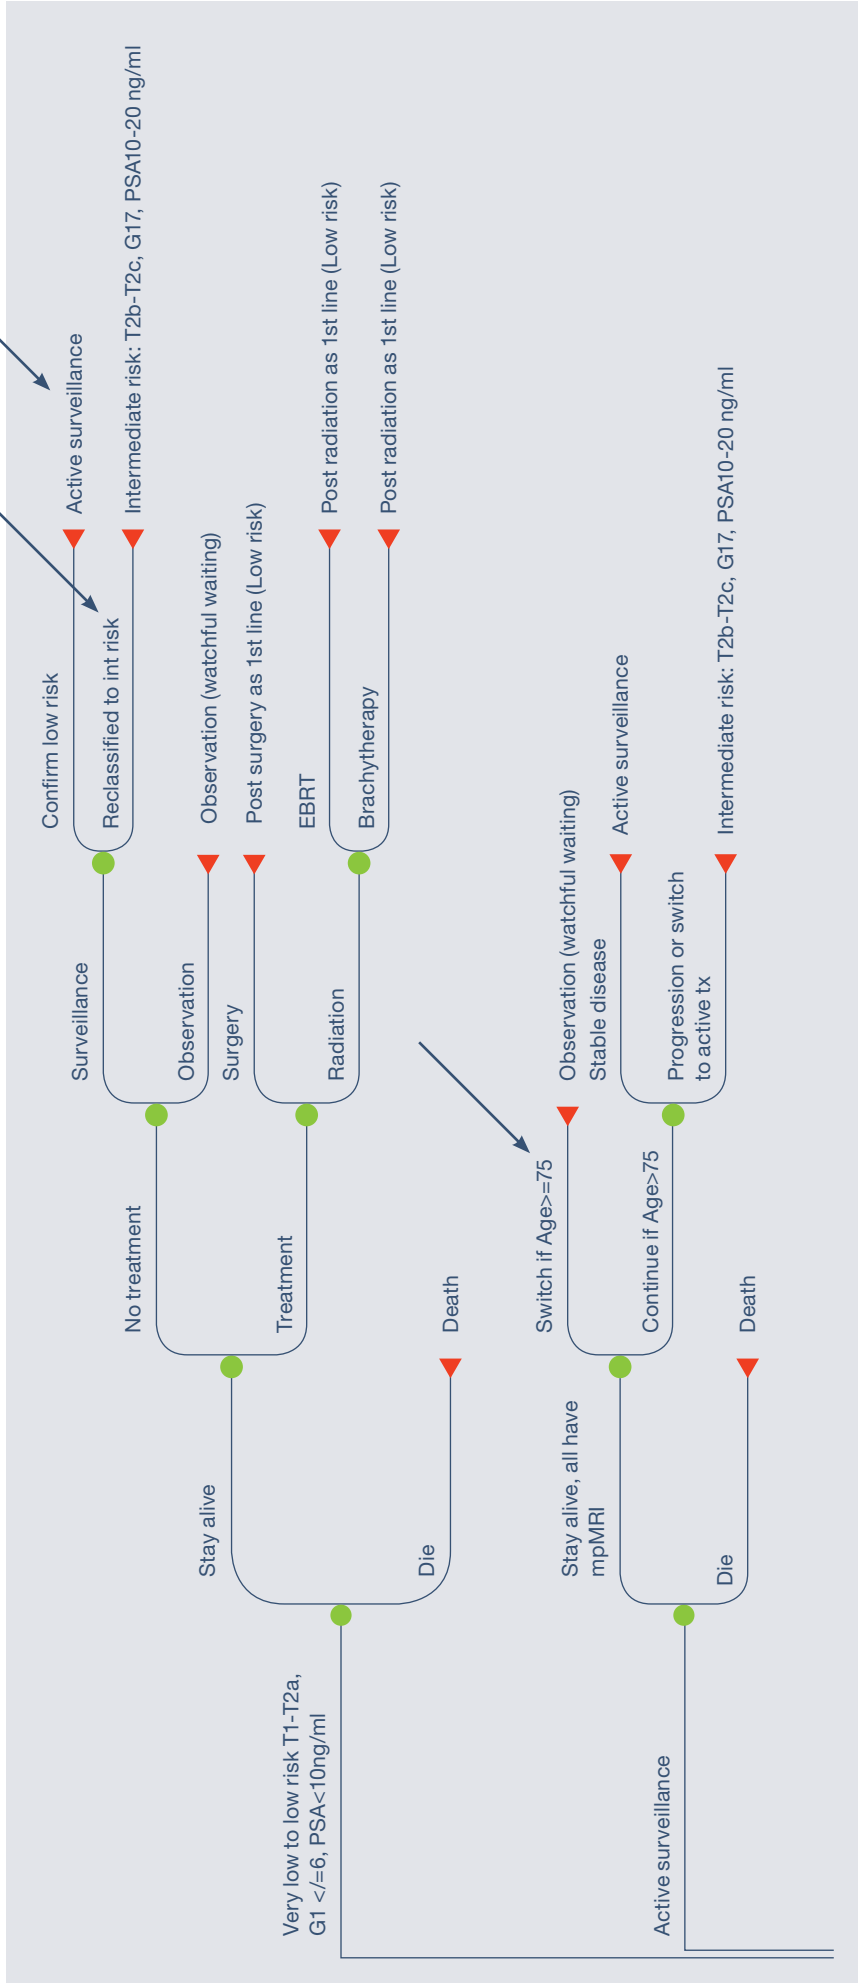 Confirm low risk
Active surveillance
Surveillance
Reclassified to int risk
Intermediate risk: T2b-T2c, G17, PSA10-20 ng/ml
No treatment
Observation
Observation (watchful waiting)
Stay alive
Surgery
Post surgery as 1st line (Low risk)
Treatment
EBRT
Post radiation as 1st line (Low risk)
Radiation
Brachytherapy
Post radiation as 1st line (Low risk)
Very low to low risk T1-T2a,
G1 </=6, PSA<10ng/ml
Die
Death
Switch if Age>=75
Observation (watchful waiting)
Stay alive, all have
mpMRI
Stable disease
Active surveillance
Continue if Age>75
Progression or switch
to active tx
Intermediate risk: T2b-T2c, G17, PSA10-20 ng/ml
Active surveillance
Die
Death